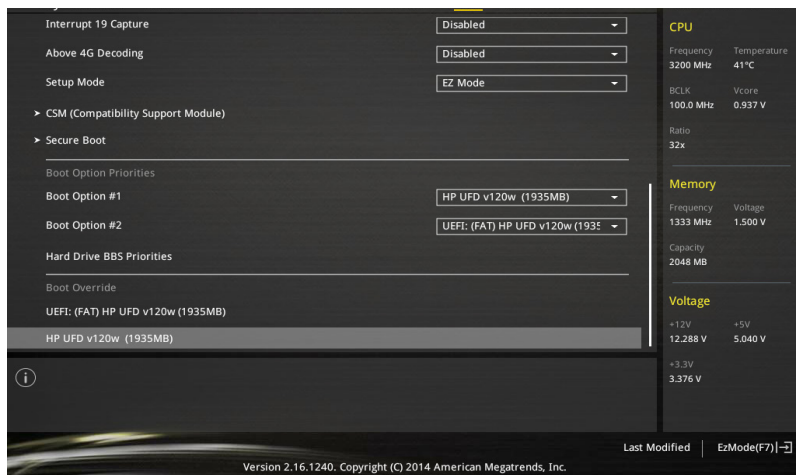 Interrupt 19 Capture Disabled
Above 4G Decoding Disabled
Setup Mode EZ Mode
CSM (Compatibility Support Module)
Secure Boot
Boot Option Priorities
Boot Option #1 HP UFD v120w (1935MB)
Boot Option #2 UEFI: (FAT) HP UFD v120w (1935
Hard Drive BBS Priorities
Boot Override
UEFI: (FAT) HP UFD v120w (1935MB)
HP UFD v120w (1935MB)
CPU
Frequency Temperature
3200 MHz 41°C
BCLK Vcore
100.0 MHz 0.937 V
Ratio
32x
Memory
Frequency Voltage
1333 MHz 1.500 V
Capacity
2048 MB
Voltage
+12V +5V
12.288 V 5.040 V
+3.3V
3.376 V
Last Modified EzMode(F7)
Version 2.16.1240. Copyright (C) 2014 American Megatrends, Inc.